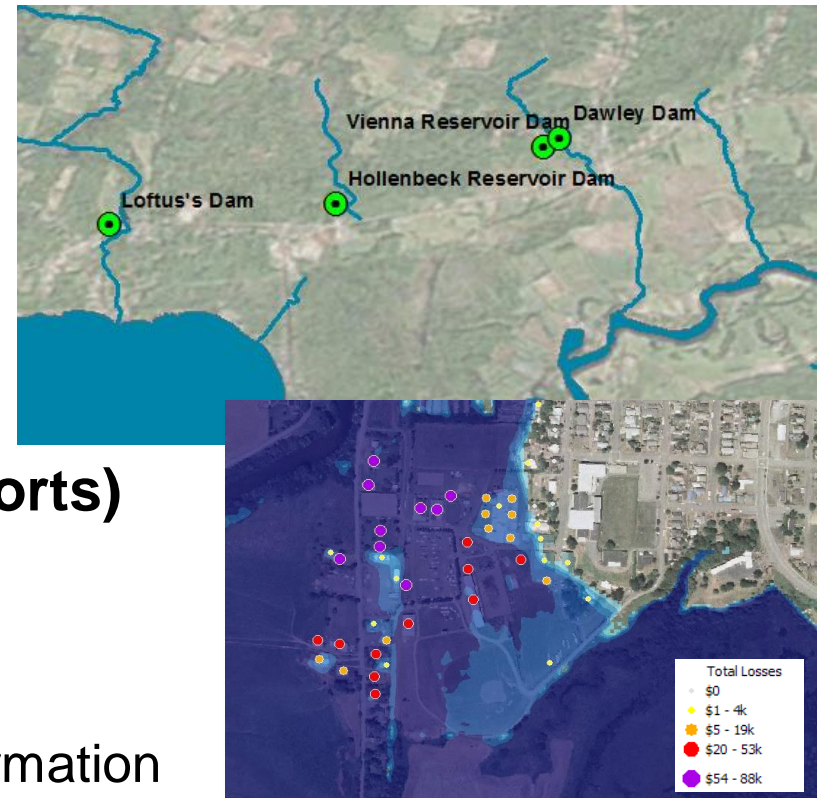 Vienna Reservoir Dam
Dawley Dam
Hollenbeck Reservoir Dam
Loftus's Dam
orts)
rmation
Total Losses
$0
$1 - 4k
$5 - 19k
$20 - 53k
$54 - 88k